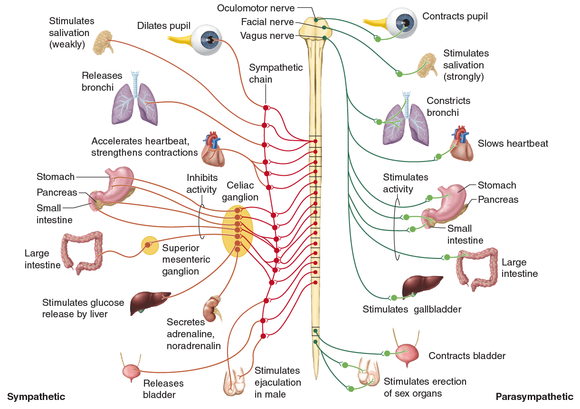 Oculomotor nerve
Facial nerve
Vagus nerve
Stimulates
salivation
(weakly)
Dilates pupil
Contracts pupil
Stimulates
salivation
(strongly)
Sympathetic
chain
Releases
bronchi
Constricts
bronchi
Accelerates heartbeat,
strengthens contractions
Slows heartbeat
Stomach
Pancreas
Small
intestine
Inhibits
activity
Celiac
ganglion
Stimulates
activity
Stomach
Pancreas
Small
intestine
Large
intestine
Superior
mesenteric
ganglion
Large
intestine
Stimulates glucose
release by liver
Secretes
adrenaline,
noradrenalin
Stimulates gallbladder
Releases
bladder
Stimulates
ejaculation
in male
Contracts bladder
Stimulates erection
of sex organs
Sympathetic
Parasympathetic